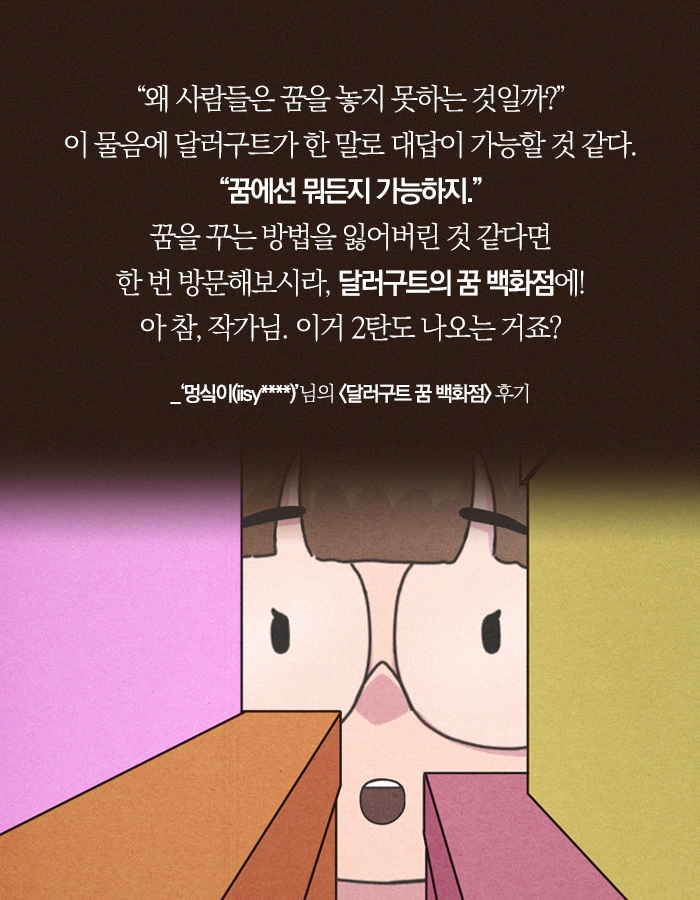 “왜 사람들은 꿈을 놓지 못하는 것일까?”
이 물음에 달러구트가 한 말로 대답이 가능할 것 같다.
“꿈에선 뭐든지 가능하지.”
꿈을 꾸는 방법을 잃어버린 것 같다면
한 번 방문해보시라, 달러구트의 꿈 백화점에!
아 참, 작가님. 이거 2탄도 나오는 거죠?
_‘멍싴이(iisy****)’님의 〈달러구트 꿈 백화점〉 후기